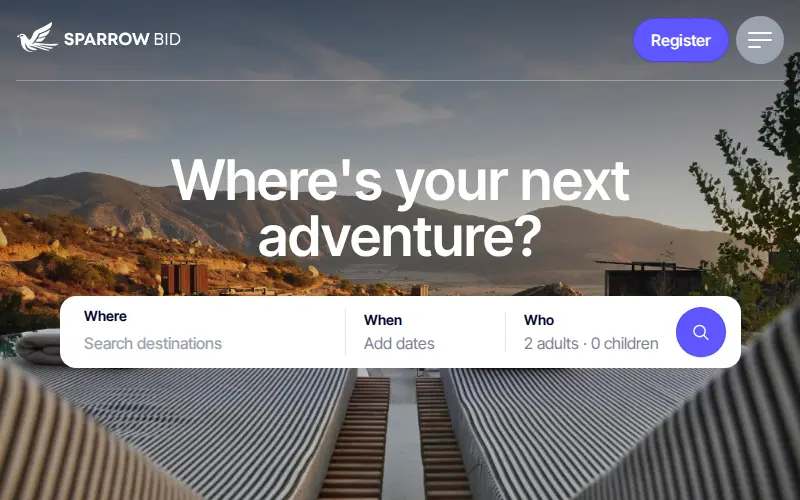 SPARROW BID
Register
Where's your next
adventure?
Where
Search destinations
When
Add dates
Who
2 adults · 0 children